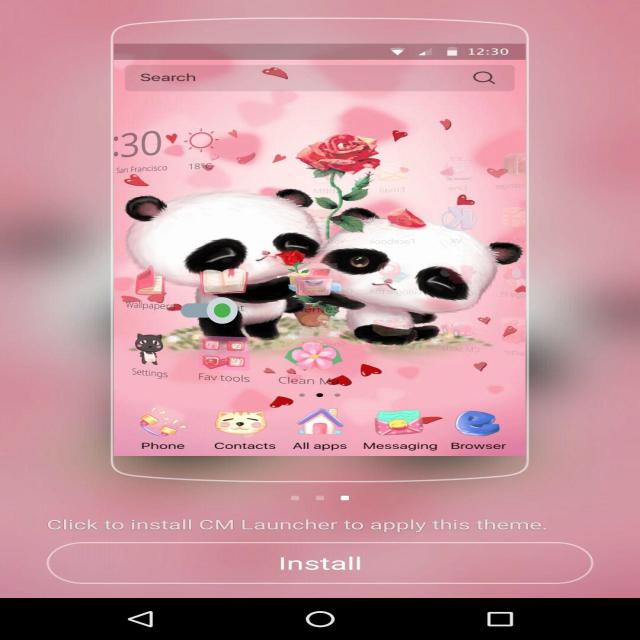 12:30
Search
:30
San Francisco
18°C
Wallpaper
Settings
Fav tools
Clean M
Phone
Contacts
All apps
Messaging
Browser
Click to install CM Launcher to apply this theme.
Install